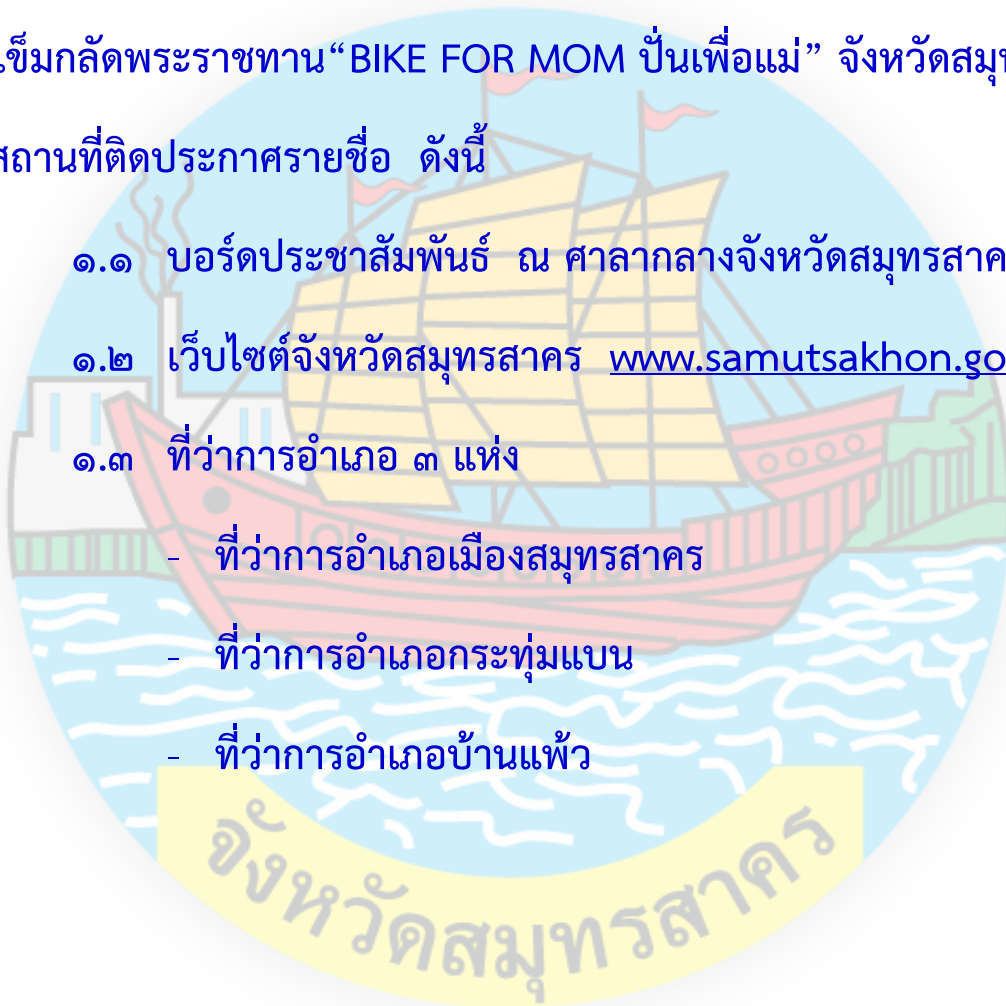 เข็มกลัดพระราชทาน“BIKE FOR MOM ปั่นเพื่อแม่” จังหวัดสมุท
สถานที่ติดประกาศรายชื่อ ดังนี้
๑.๑ บอร์ดประชาสัมพันธ์ ณ ศาลากลางจังหวัดสมุทรสาค
๑.๒ เว็บไซต์จังหวัดสมุทรสาคร www.samutsakhon.go
๑.๓ ที่ว่าการอำเภอ ๓ แห่ง
- ที่ว่าการอำเภอเมืองสมุทรสาคร
- ที่ว่าการอำเภอกระทุ่มแบน
- ที่ว่าการอำเภอบ้านแพ้ว
จังหวัดสมุทรสาคร